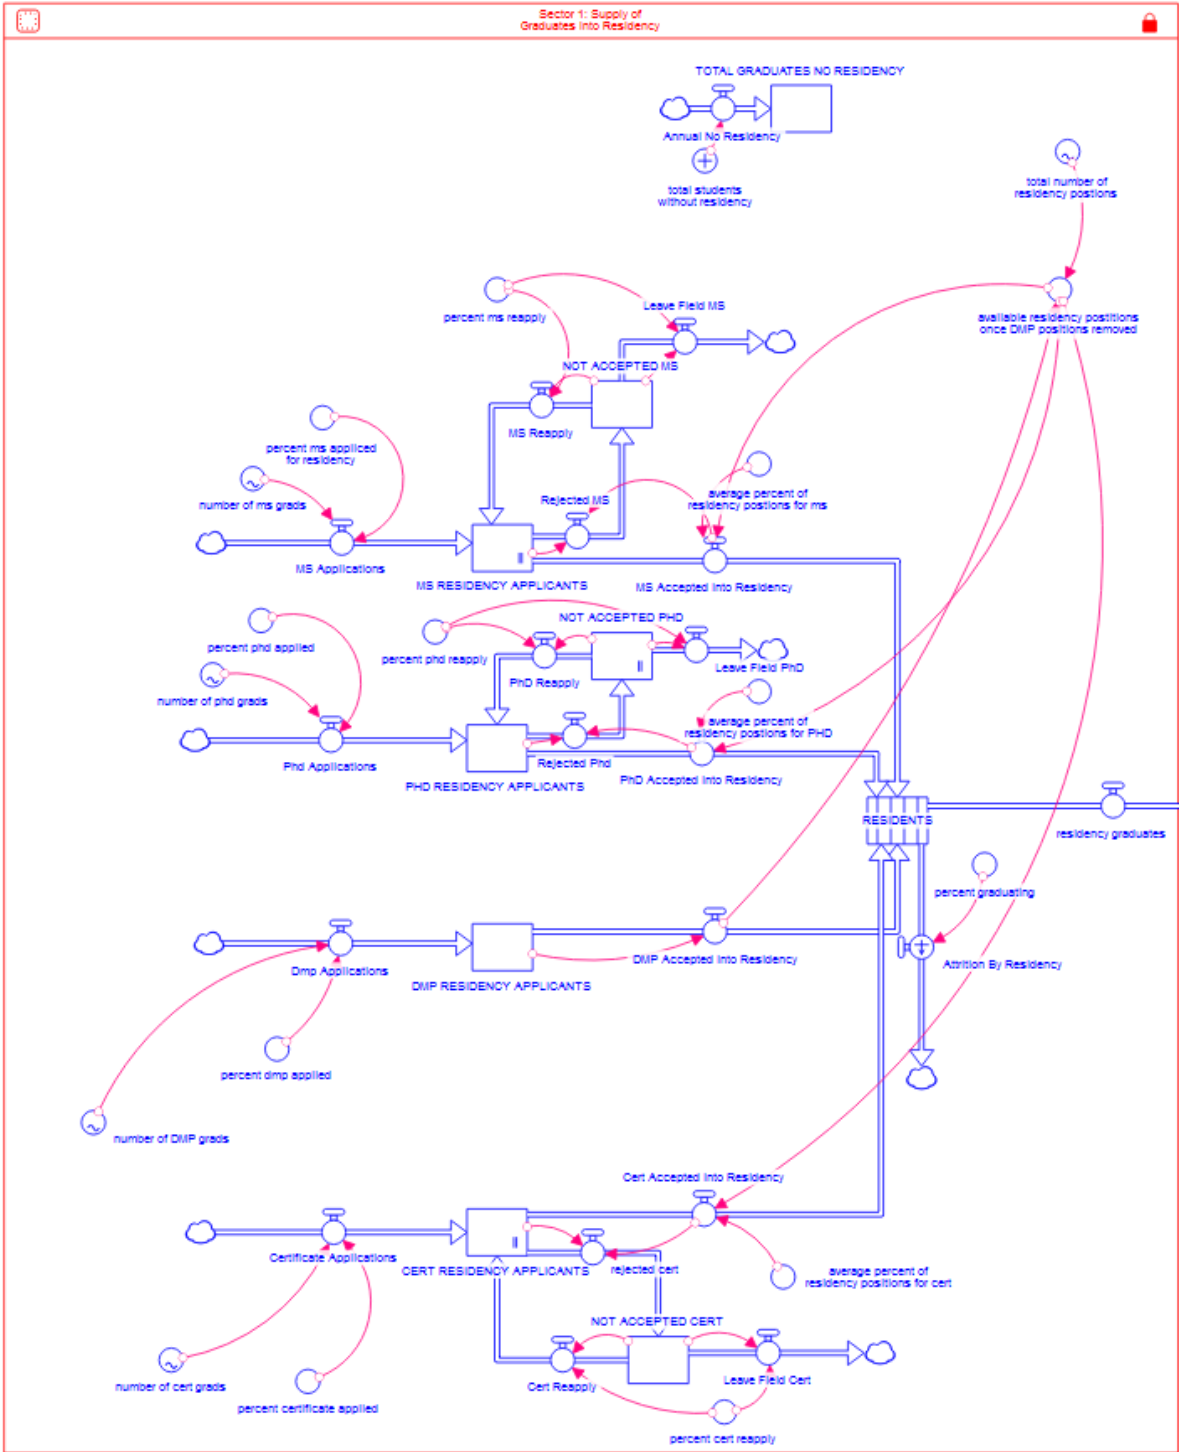 Sector 1: Supply of
Graduates Into Residency
TOTAL GRADUATES NO RESIDENCY
Annual No Residency
total students
without residency
total number of
residency postions
percent ms reapply
Leave Field MS
available residency postitions
once DMP positions removed
NOT ACCEPTED MS
MS Reapply
percent ms appliced
for residency
number of ms grads
Rejected MS
average percent of
residency postions for ms
MS Applications
MS RESIDENCY APPLICANTS
MS Accepted Into Residency
percent phd applied
NOT ACCEPTED PHD
percent phd reapply
Leave Field PhD
PhD Reapply
number of phd grads
average percent of
residency postions for PHD
Phd Applications
Rejected Phd
PhD Accepted Into Residency
PHD RESIDENCY APPLICANTS
RESIDENTS
residency graduates
percent graduating
Dmp Applications
DMP Accepted Into Residency
Attrition By Residency
DMP RESIDENCY APPLICANTS
percent dmp applied
number of DMP grads
Cert Accepted Into Residency
Certificate Applications
CERT RESIDENCY APPLICANTS
rejected cert
average percent of
residency positions for cert
NOT ACCEPTED CERT
number of cert grads
Cert Reapply
Leave Field Cert
percent certificate applied
percent cert reapply